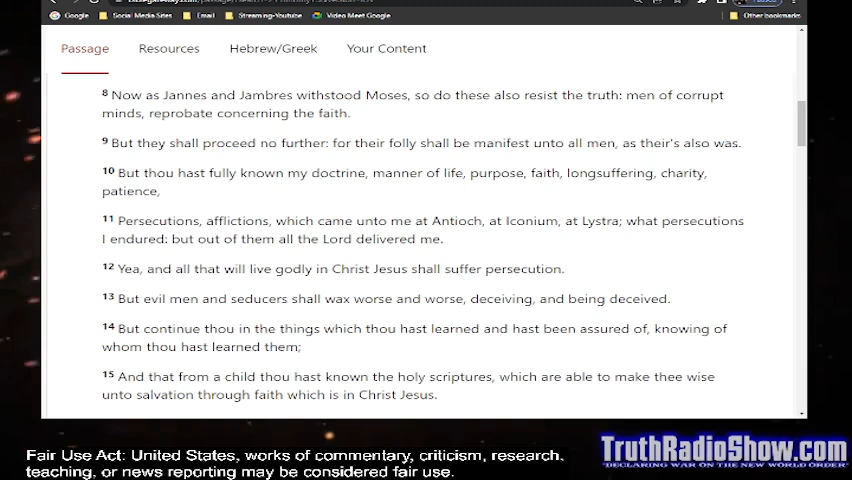 Google Social Media Sites Email Streaming-Youtube Video Meet Google Other bookmarks
Passage Resources Hebrew/Greek Your Content
8 Now as Jannes and Jambres withstood Moses, so do these also resist the truth: men of corrupt
minds, reprobate concerning the faith.
9 But they shall proceed no further: for their folly shall be manifest unto all men, as their's also was.
10 But thou hast fully known my doctrine, manner of life, purpose, faith, longsuffering, charity,
patience,
11 Persecutions, afflictions, which came unto me at Antioch, at Iconium, at Lystra; what persecutions
I endured: but out of them all the Lord delivered me.
12 Yea, and all that will live godly in Christ Jesus shall suffer persecution.
13 But evil men and seducers shall wax worse and worse, deceiving, and being deceived.
14 But continue thou in the things which thou hast learned and hast been assured of, knowing of
whom thou hast learned them;
15 And that from a child thou hast known the holy scriptures, which are able to make thee wise
unto salvation through faith which is in Christ Jesus.
Fair Use Act: United States, works of commentary, criticism, research,
teaching, or news reporting may be considered fair use.
TruthRadioShow.com
"DECLARING WAR ON THE NEW WORLD ORDER"